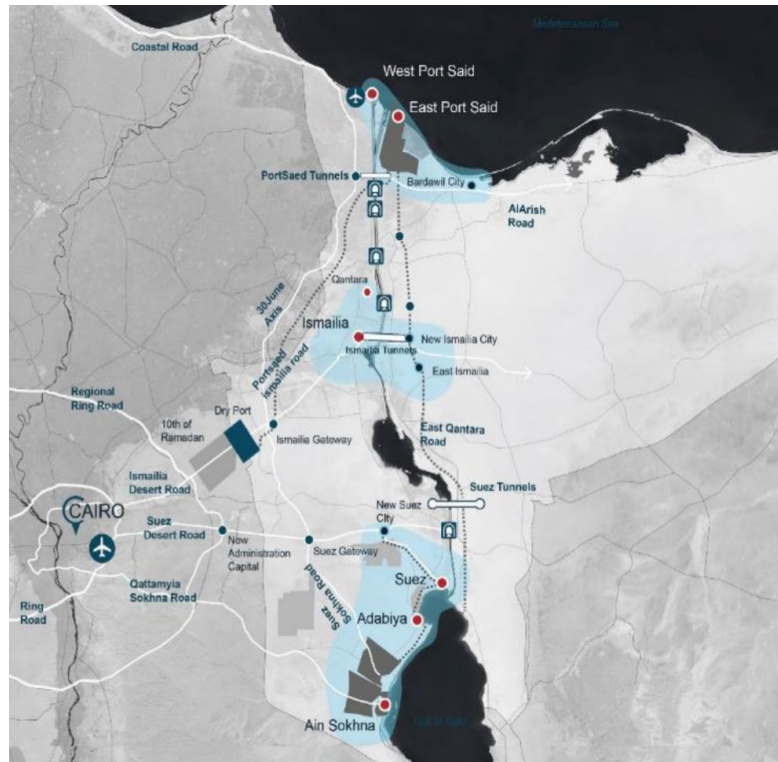 Mediterranean Sea
Coastal Road
West Port Said
East Port Said
PortSaed Tunnels
Bardawil City
AlArish
Road
Qantara
30June
Axis
Ismailia
New Ismailia City
Ismailia Tunnels
Portsaed
Ismailia road
East Ismailia
Regional
Ring Road
Dry Port
10th of
Ramadan
Ismailia Gateway
East Qantara
Road
Ismailia
Desert Road
Suez Tunnels
CAIRO
Suez
Desert Road
New Suez
City
New
Administration
Capital
Suez Gateway
Suez
Sokhna Road
Suez
Qattamyia
Sokhna Road
Ring
Road
Adabiya
Ain Sokhna
Gulf of Suez